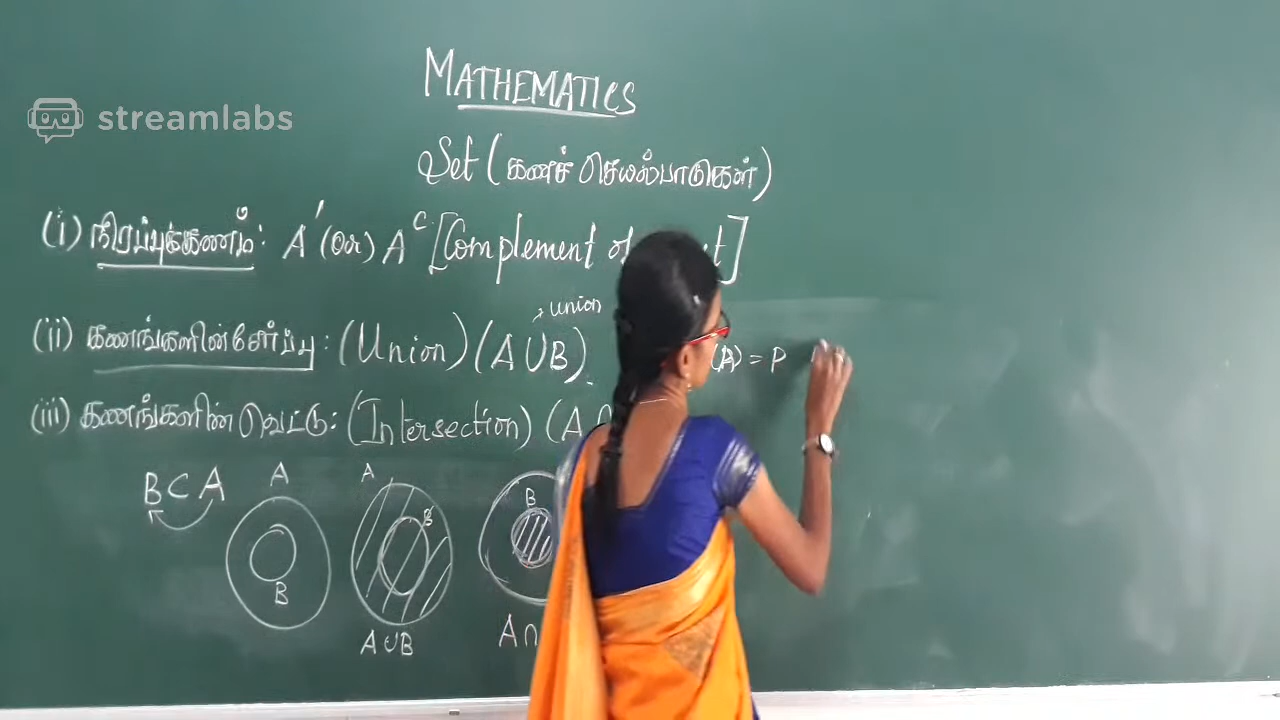 MATHEMATICS
streamlabs
Set (கணச் செயல்பாடுகள்)
(i) நிரப்புக்கணம்: A' (Or) A^C [Complement of
(ii) கணங்களின் சேர்ப்பு: (Union) (A∪B)
union
(A) = P
(iii) கணங்களின் வெட்டு: (Intersection) (A ∩
B ⊂ A
A
B
A∪B
A
B
B
A ∩